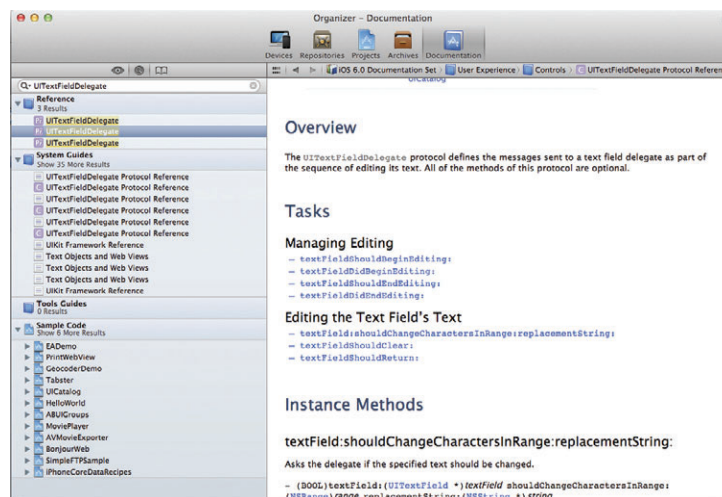 Organizer – Documentation
Devices Repositories Projects Archives Documentation
iOS 6.0 Documentation Set User Experience Controls UITextFieldDelegate Protocol Referen
UITextFieldDelegate
Reference
3 Results
UITextFieldDelegate
UITextFieldDelegate
UITextFieldDelegate
System Guides
Show 35 More Results
UITextFieldDelegate Protocol Reference
UITextFieldDelegate Protocol Reference
UITextFieldDelegate Protocol Reference
UITextFieldDelegate Protocol Reference
UITextFieldDelegate Protocol Reference
UITextFieldDelegate Protocol Reference
UIKit Framework Reference
Text Objects and Web Views
Text Objects and Web Views
Text Objects and Web Views
UIKit Framework Reference
Tools Guides
0 Results
Sample Code
Show 6 More Results
EADemo
PrintWebView
GeocoderDemo
Tabster
UICatalog
HelloWorld
ABUIGroups
MoviePlayer
AVMovieExporter
BonjourWeb
SimpleFTPSample
iPhoneCoreDataRecipes
UICatalog
Overview
The UITextFieldDelegate protocol defines the messages sent to a text field delegate as part of
the sequence of editing its text. All of the methods of this protocol are optional.
Tasks
Managing Editing
– textFieldShouldBeginEditing:
– textFieldDidBeginEditing:
– textFieldShouldEndEditing:
– textFieldDidEndEditing:
Editing the Text Field's Text
– textField:shouldChangeCharactersInRange:replacementString:
– textFieldShouldClear:
– textFieldShouldReturn:
Instance Methods
textField:shouldChangeCharactersInRange:replacementString:
Asks the delegate if the specified text should be changed.
– (BOOL)textField:(UITextField *)textField shouldChangeCharactersInRange:
(NSRange)range replacementString:(NSString *)string